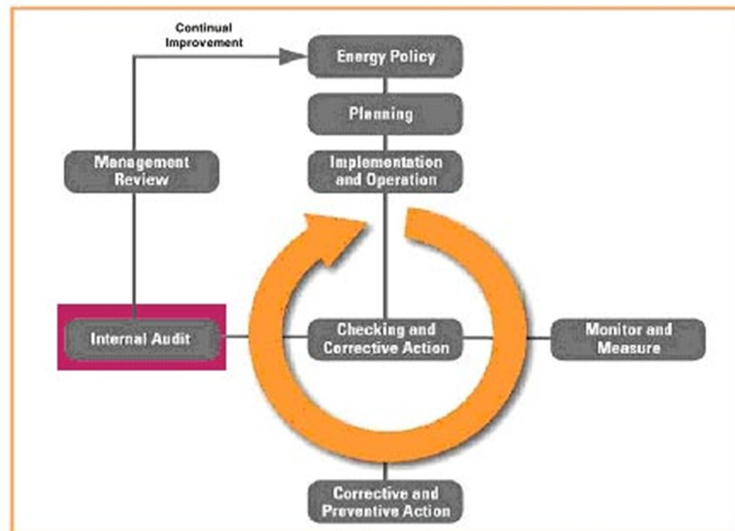 Continual
Improvement
Energy Policy
Planning
Implementation
and Operation
Management
Review
Internal Audit
Checking and
Corrective Action
Monitor and
Measure
Corrective and
Preventive Action